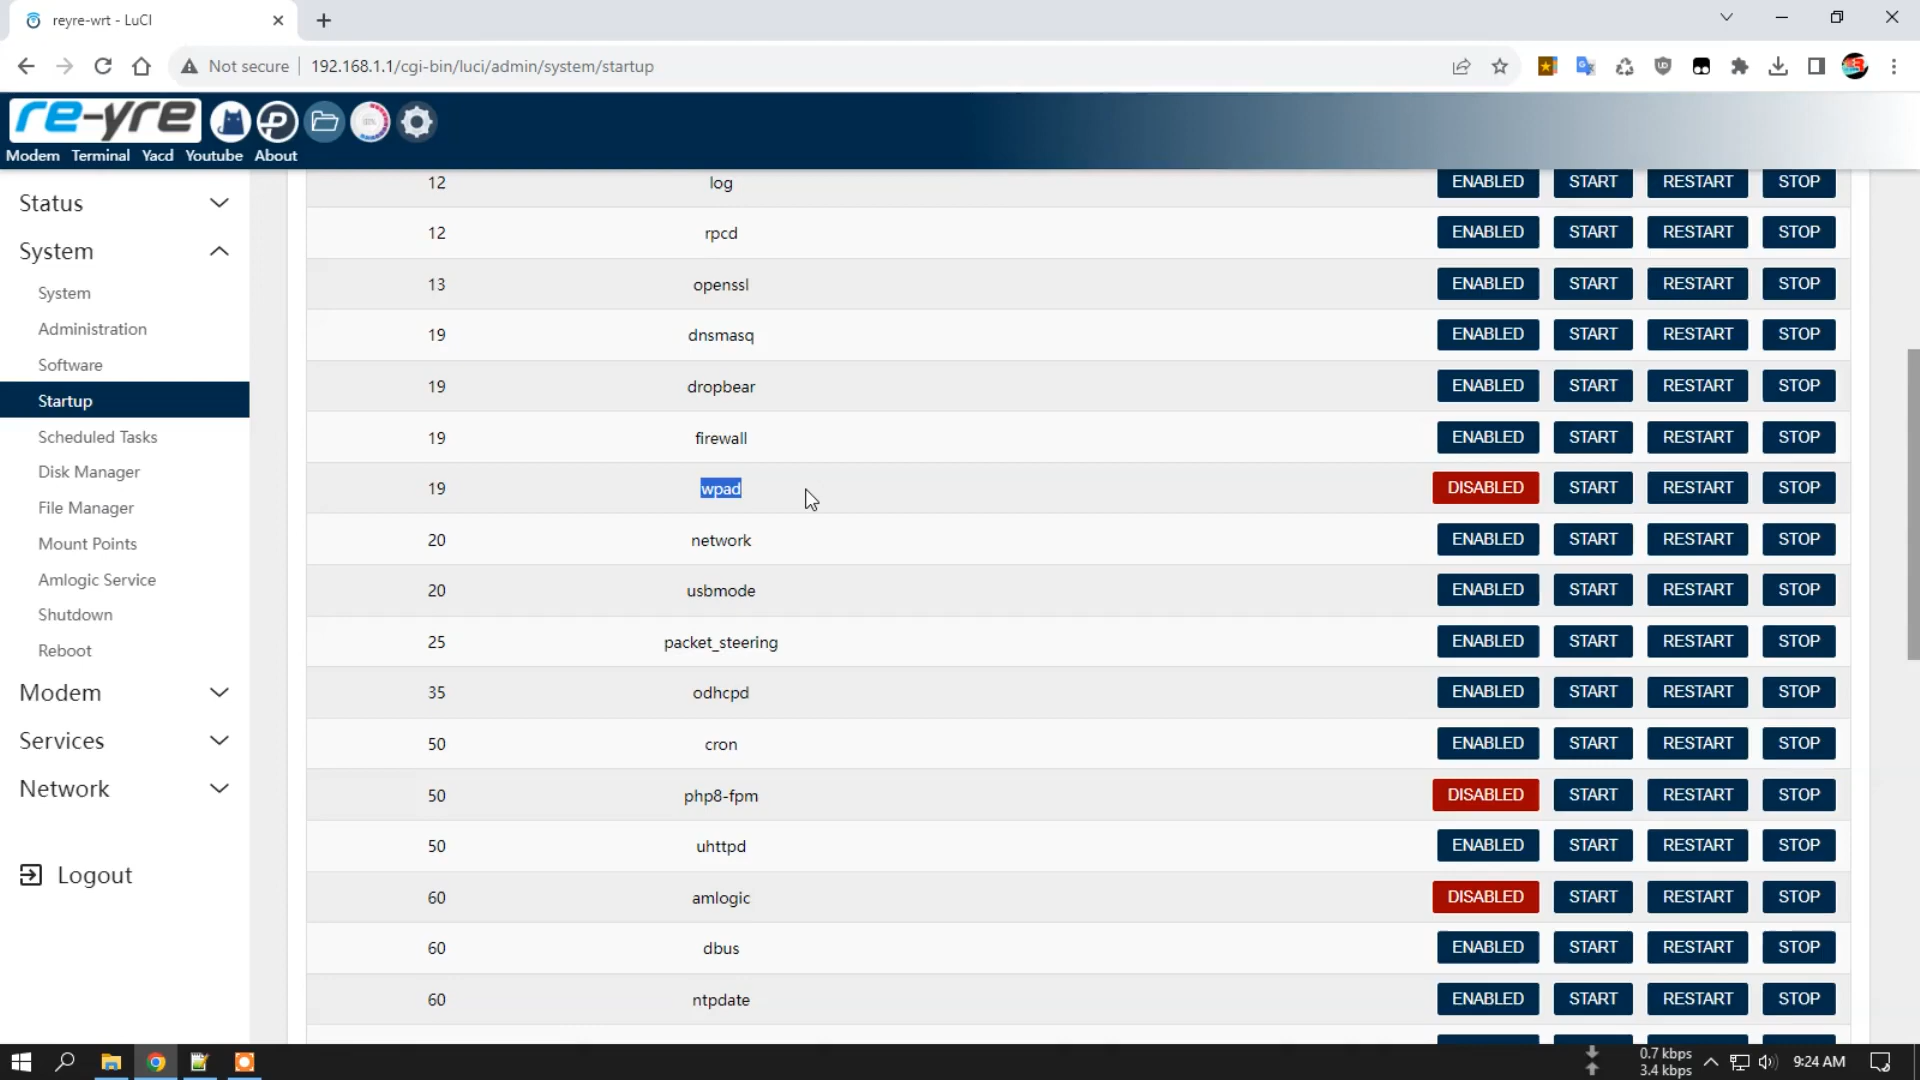 reyre-wrt - LuCI
Not secure 192.168.1.1/cgi-bin/luci/admin/system/startup
re-yre
Modem Terminal Yacd Youtube About
Status
System
System
Administration
Software
Startup
Scheduled Tasks
Disk Manager
File Manager
Mount Points
Amlogic Service
Shutdown
Reboot
Modem
Services
Network
Logout
12 log ENABLED START RESTART STOP
12 rpcd ENABLED START RESTART STOP
13 openssl ENABLED START RESTART STOP
19 dnsmasq ENABLED START RESTART STOP
19 dropbear ENABLED START RESTART STOP
19 firewall ENABLED START RESTART STOP
19 wpad DISABLED START RESTART STOP
20 network ENABLED START RESTART STOP
20 usbmode ENABLED START RESTART STOP
25 packet_steering ENABLED START RESTART STOP
35 odhcpd ENABLED START RESTART STOP
50 cron ENABLED START RESTART STOP
50 php8-fpm DISABLED START RESTART STOP
50 uhttpd ENABLED START RESTART STOP
60 amlogic DISABLED START RESTART STOP
60 dbus ENABLED START RESTART STOP
60 ntpdate ENABLED START RESTART STOP
0.7 kbps
3.4 kbps
9:24 AM